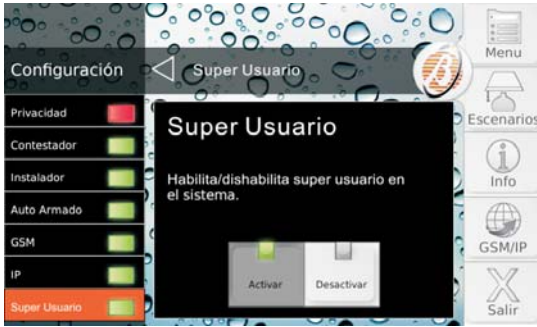 Configuración
Super Usuario
Privacidad
Contestador
Instalador
Auto Armado
GSM
IP
Super Usuario
Super Usuario
Habilita/dishabilita super usuario en
el sistema.
Activar
Desactivar
B
Menu
Escenarios
Info
GSM/IP
Salir